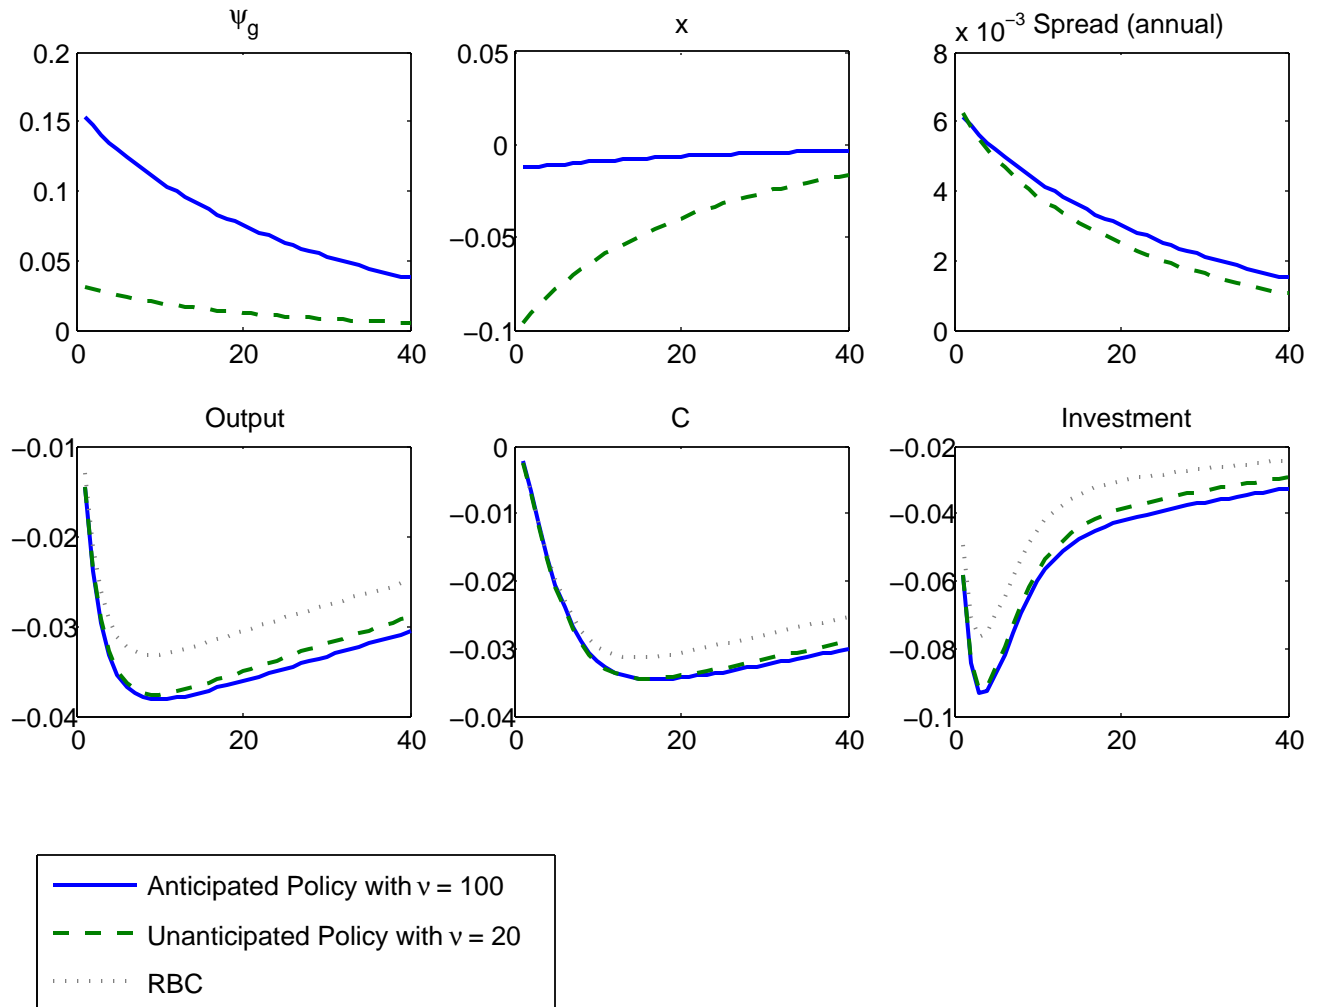 ψg
x
x 10−3 Spread (annual)
0.2
0.15
0.1
0.05
0
0 20 40
0.05
0
−0.05
−0.1
0 20 40
8
6
4
2
0
0 20 40
Output
C
Investment
−0.01
−0.02
−0.03
−0.04
0 20 40
0
−0.01
−0.02
−0.03
−0.04
0 20 40
−0.02
−0.04
−0.06
−0.08
−0.1
0 20 40
Anticipated Policy with ν = 100
Unanticipated Policy with ν = 20
RBC